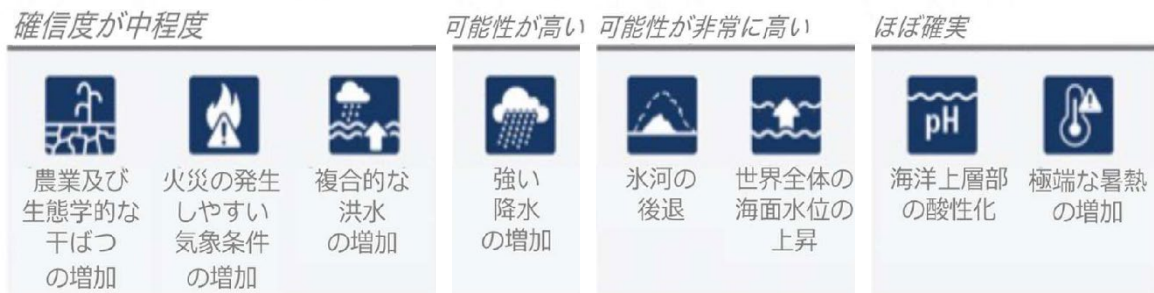 確信度が中程度
可能性が高い
可能性が非常に高い
ほぼ確実
農業及び
生態学的な
干ばつ
の増加
火災の発生
しやすい
気象条件
の増加
複合的な
洪水
の増加
強い
降水
の増加
氷河の
後退
世界全体の
海面水位の
上昇
pH
海洋上層部
の酸性化
極端な暑熱
の増加